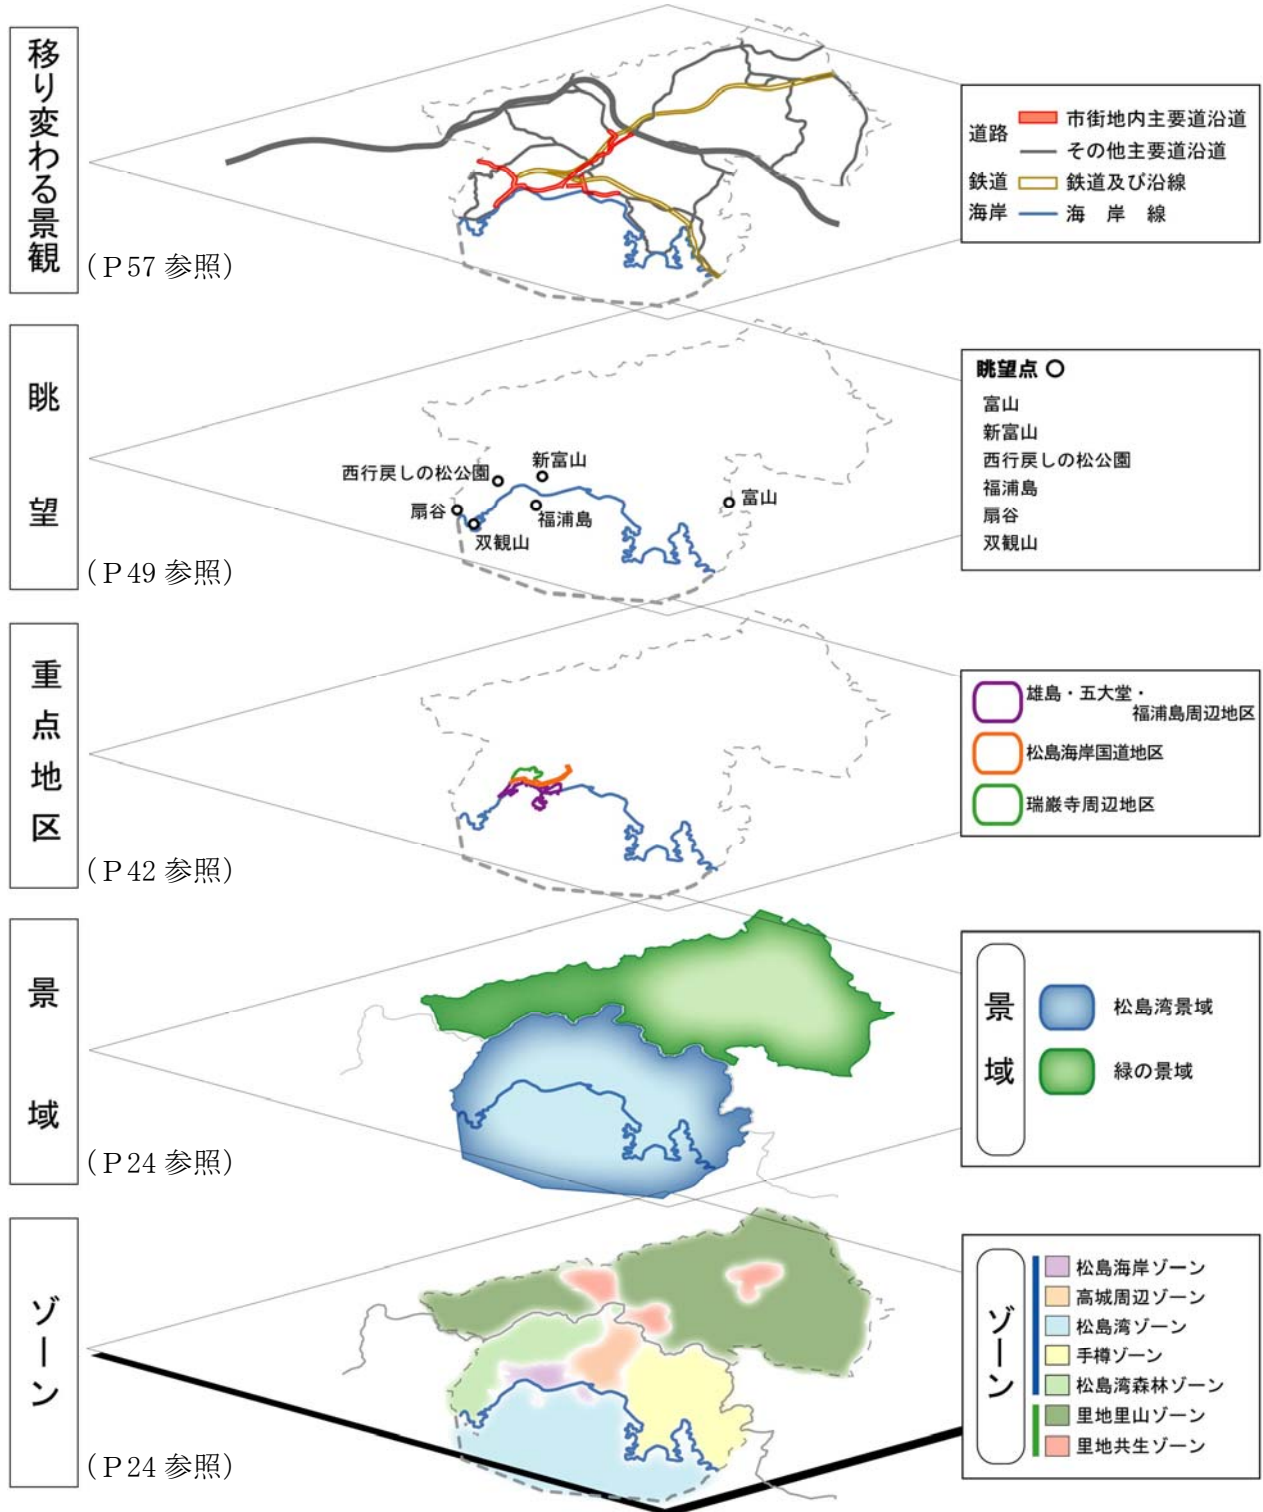 移り変わる景観
(P57 参照)
道路
市街地内主要道沿道
その他主要道沿道
鉄道
鉄道及び沿線
海岸
海 岸 線
眺望
(P49 参照)
西行戻しの松公園
新富山
扇谷
双観山
福浦島
富山
眺望点
富山
新富山
西行戻しの松公園
福浦島
扇谷
双観山
重点地区
(P42 参照)
雄島・五大堂・
福浦島周辺地区
松島海岸国道地区
瑞巌寺周辺地区
景域
(P24 参照)
景域
松島湾景域
緑の景域
ゾーン
(P24 参照)
ゾーン
松島海岸ゾーン
高城周辺ゾーン
松島湾ゾーン
手樽ゾーン
松島湾森林ゾーン
里地里山ゾーン
里地共生ゾーン